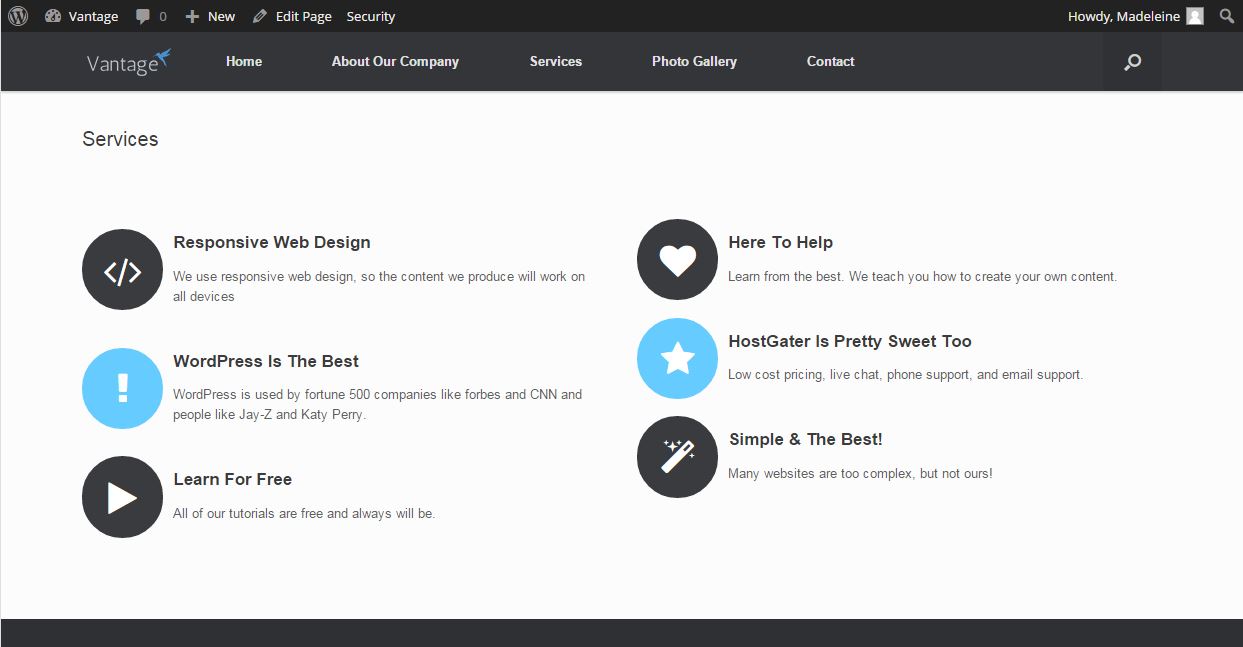 Vantage 0 New Edit Page Security Howdy, Madeleine
Vantage Home About Our Company Services Photo Gallery Contact
Services
Responsive Web Design
We use responsive web design, so the content we produce will work on
all devices
WordPress Is The Best
WordPress is used by fortune 500 companies like forbes and CNN and
people like Jay-Z and Katy Perry.
Learn For Free
All of our tutorials are free and always will be.
Here To Help
Learn from the best. We teach you how to create your own content.
HostGater Is Pretty Sweet Too
Low cost pricing, live chat, phone support, and email support.
Simple & The Best!
Many websites are too complex, but not ours!